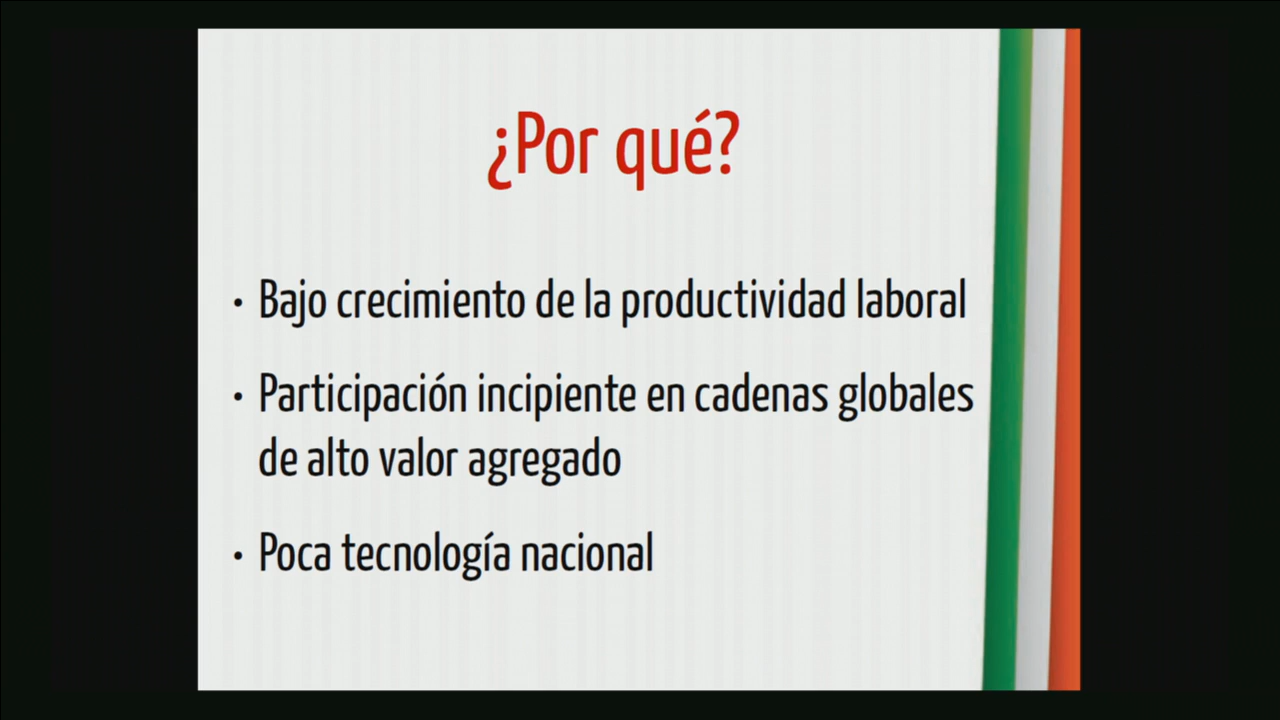 ¿Por qué?
• Bajo crecimiento de la productividad laboral
• Participación incipiente en cadenas globales
de alto valor agregado
• Poca tecnología nacional